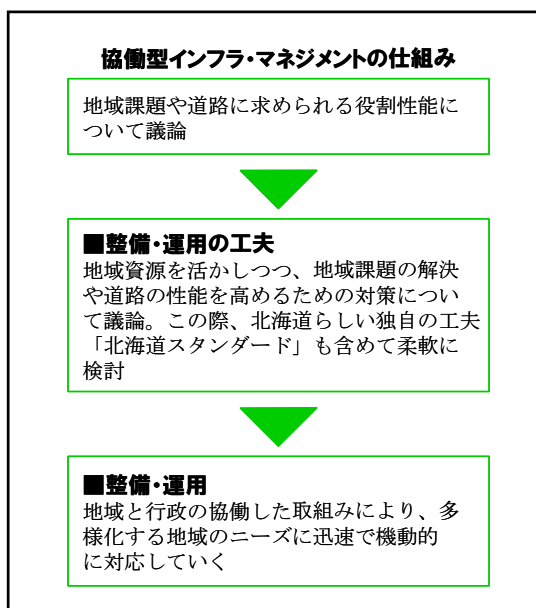 協働型インフラ・マネジメントの仕組み
地域課題や道路に求められる役割性能に
ついて議論
■整備・運用の工夫
地域資源を活かしつつ、地域課題の解決
や道路の性能を高めるための対策につい
て議論。この際、北海道らしい独自の工夫
「北海道スタンダード」も含めて柔軟に
検討
■整備・運用
地域と行政の協働した取組みにより、多
様化する地域のニーズに迅速で機動的
に対応していく